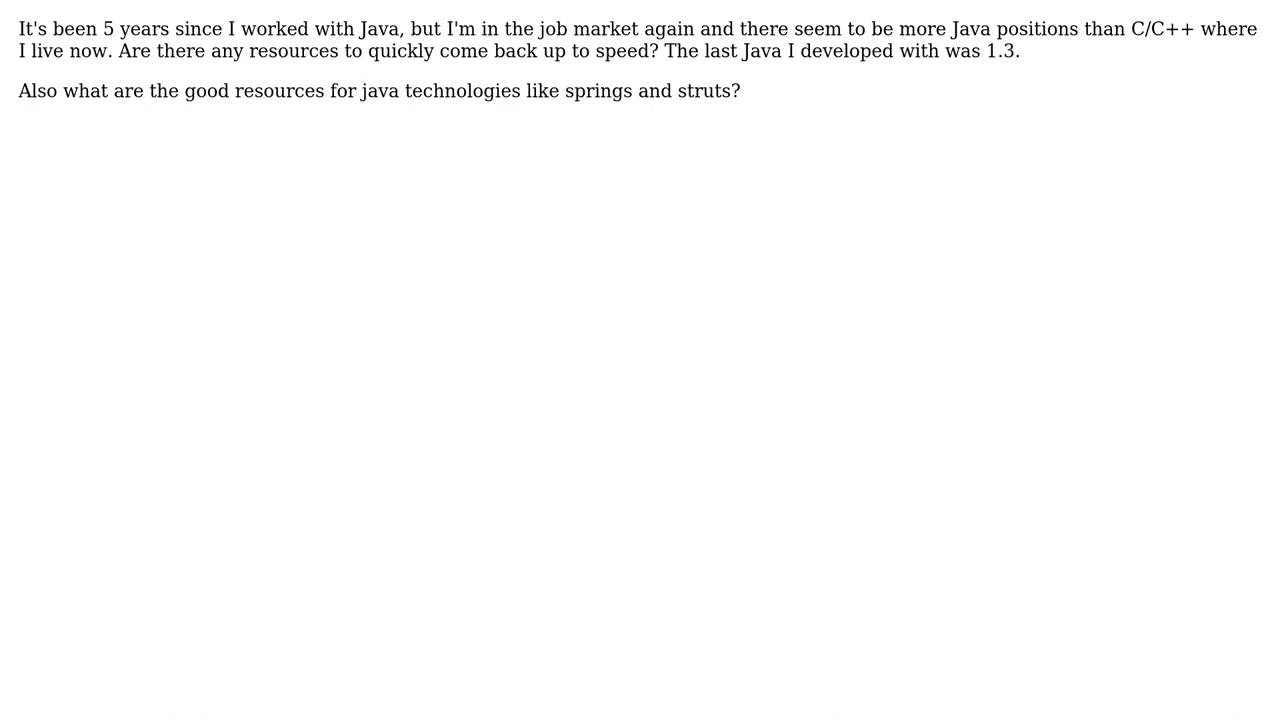 It's been 5 years since I worked with Java, but I'm in the job market again and there seem to be more Java positions than C/C++ where
I live now. Are there any resources to quickly come back up to speed? The last Java I developed with was 1.3.
Also what are the good resources for java technologies like springs and struts?